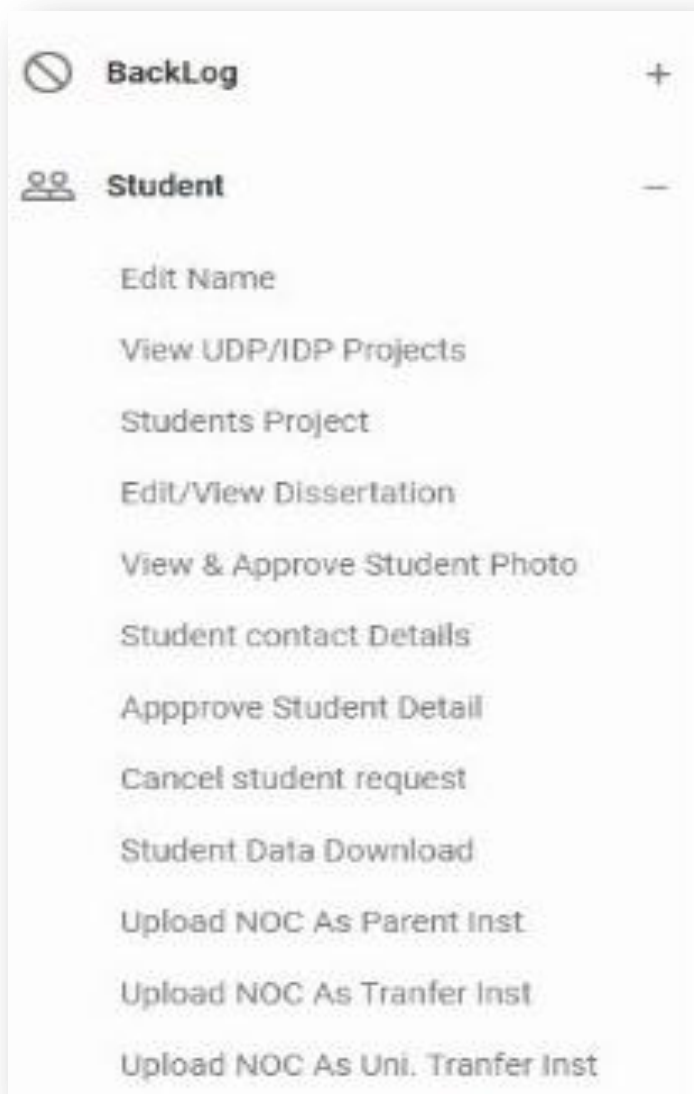 BackLog +
Student −
Edit Name
View UDP/IDP Projects
Students Project
Edit/View Dissertation
View & Approve Student Photo
Student contact Details
Appprove Student Detail
Cancel student request
Student Data Download
Upload NOC As Parent Inst
Upload NOC As Tranfer Inst
Upload NOC As Uni. Tranfer Inst